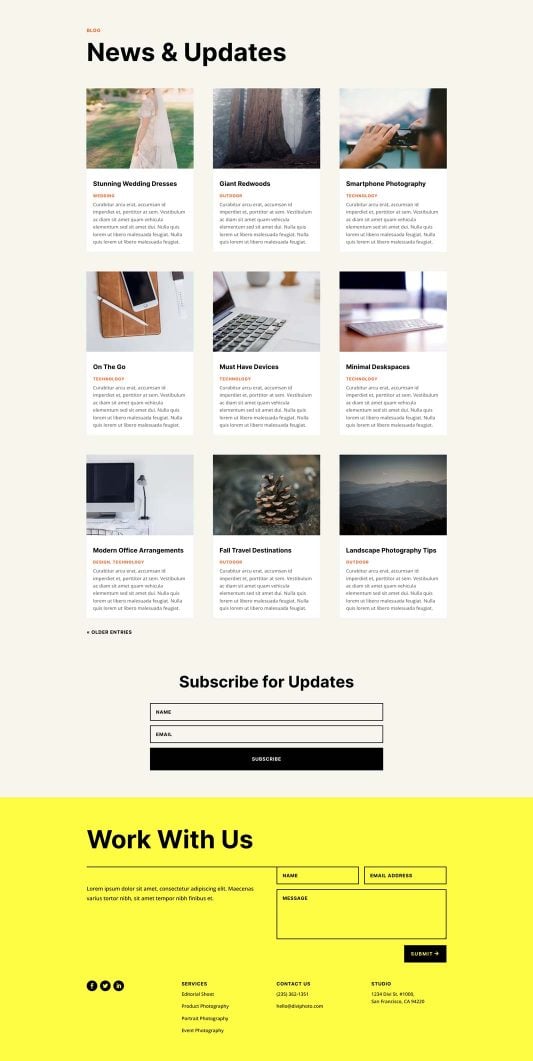 BLOG
News & Updates
Stunning Wedding Dresses
WEDDING
Curabitur arcu erat, accumsan id
imperdiet et, porttitor at sem. Vestibulum
ac diam sit amet quam vehicula
elementum sed sit amet dui. Nulla quis
lorem ut libero malesuada feugiat. Nulla
quis lorem ut libero malesuada feugiat.
Giant Redwoods
OUTDOOR
Curabitur arcu erat, accumsan id
imperdiet et, porttitor at sem. Vestibulum
ac diam sit amet quam vehicula
elementum sed sit amet dui. Nulla quis
lorem ut libero malesuada feugiat. Nulla
quis lorem ut libero malesuada feugiat.
Smartphone Photography
TECHNOLOGY
Curabitur arcu erat, accumsan id
imperdiet et, porttitor at sem. Vestibulum
ac diam sit amet quam vehicula
elementum sed sit amet dui. Nulla quis
lorem ut libero malesuada feugiat. Nulla
quis lorem ut libero malesuada feugiat.
On The Go
TECHNOLOGY
Curabitur arcu erat, accumsan id
imperdiet et, porttitor at sem. Vestibulum
ac diam sit amet quam vehicula
elementum sed sit amet dui. Nulla quis
lorem ut libero malesuada feugiat. Nulla
quis lorem ut libero malesuada feugiat.
Must Have Devices
TECHNOLOGY
Curabitur arcu erat, accumsan id
imperdiet et, porttitor at sem. Vestibulum
ac diam sit amet quam vehicula
elementum sed sit amet dui. Nulla quis
lorem ut libero malesuada feugiat. Nulla
quis lorem ut libero malesuada feugiat.
Minimal Deskspaces
TECHNOLOGY
Curabitur arcu erat, accumsan id
imperdiet et, porttitor at sem. Vestibulum
ac diam sit amet quam vehicula
elementum sed sit amet dui. Nulla quis
lorem ut libero malesuada feugiat. Nulla
quis lorem ut libero malesuada feugiat.
Modern Office Arrangements
DESIGN, TECHNOLOGY
Curabitur arcu erat, accumsan id
imperdiet et, porttitor at sem. Vestibulum
ac diam sit amet quam vehicula
elementum sed sit amet dui. Nulla quis
lorem ut libero malesuada feugiat. Nulla
quis lorem ut libero malesuada feugiat.
Fall Travel Destinations
OUTDOOR
Curabitur arcu erat, accumsan id
imperdiet et, porttitor at sem. Vestibulum
ac diam sit amet quam vehicula
elementum sed sit amet dui. Nulla quis
lorem ut libero malesuada feugiat. Nulla
quis lorem ut libero malesuada feugiat.
Landscape Photography Tips
OUTDOOR
Curabitur arcu erat, accumsan id
imperdiet et, porttitor at sem. Vestibulum
ac diam sit amet quam vehicula
elementum sed sit amet dui. Nulla quis
lorem ut libero malesuada feugiat. Nulla
quis lorem ut libero malesuada feugiat.
« OLDER ENTRIES
Subscribe for Updates
NAME
EMAIL
SUBSCRIBE
Work With Us
Lorem ipsum dolor sit amet, consectetur adipiscing elit. Maecenas
varius tortor nibh, sit amet tempor nibh finibus et.
NAME
EMAIL ADDRESS
MESSAGE
SUBMIT →
SERVICES
Editorial Shoot
Product Photography
Portrait Photography
Event Photography
CONTACT US
(235) 362-1351
hello@diviphoto.com
STUDIO
1234 Divi St. #1000,
San Francisco, CA 94220